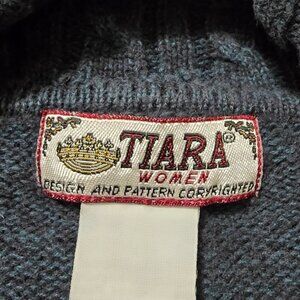 TIARA®
WOMEN
DESIGN AND PATTERN COPYRIGHTED